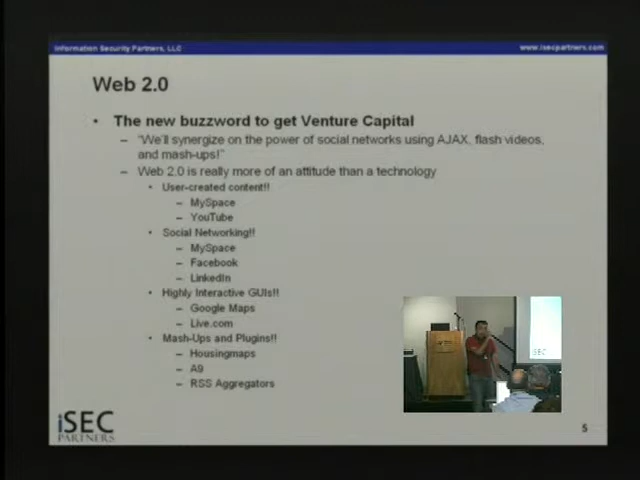 Information Security Partners, LLC
www.isecpartners.com
Web 2.0
• The new buzzword to get Venture Capital
– "We'll synergize on the power of social networks using AJAX, flash videos,
and mash-ups!"
– Web 2.0 is really more of an attitude than a technology
• User-created content!!
– MySpace
– YouTube
• Social Networking!!
– MySpace
– Facebook
– LinkedIn
• Highly Interactive GUIs!!
– Google Maps
– Live.com
• Mash-Ups and Plugins!!
– Housingmaps
– A9
– RSS Aggregators
iSEC
PARTNERS
5
iSEC